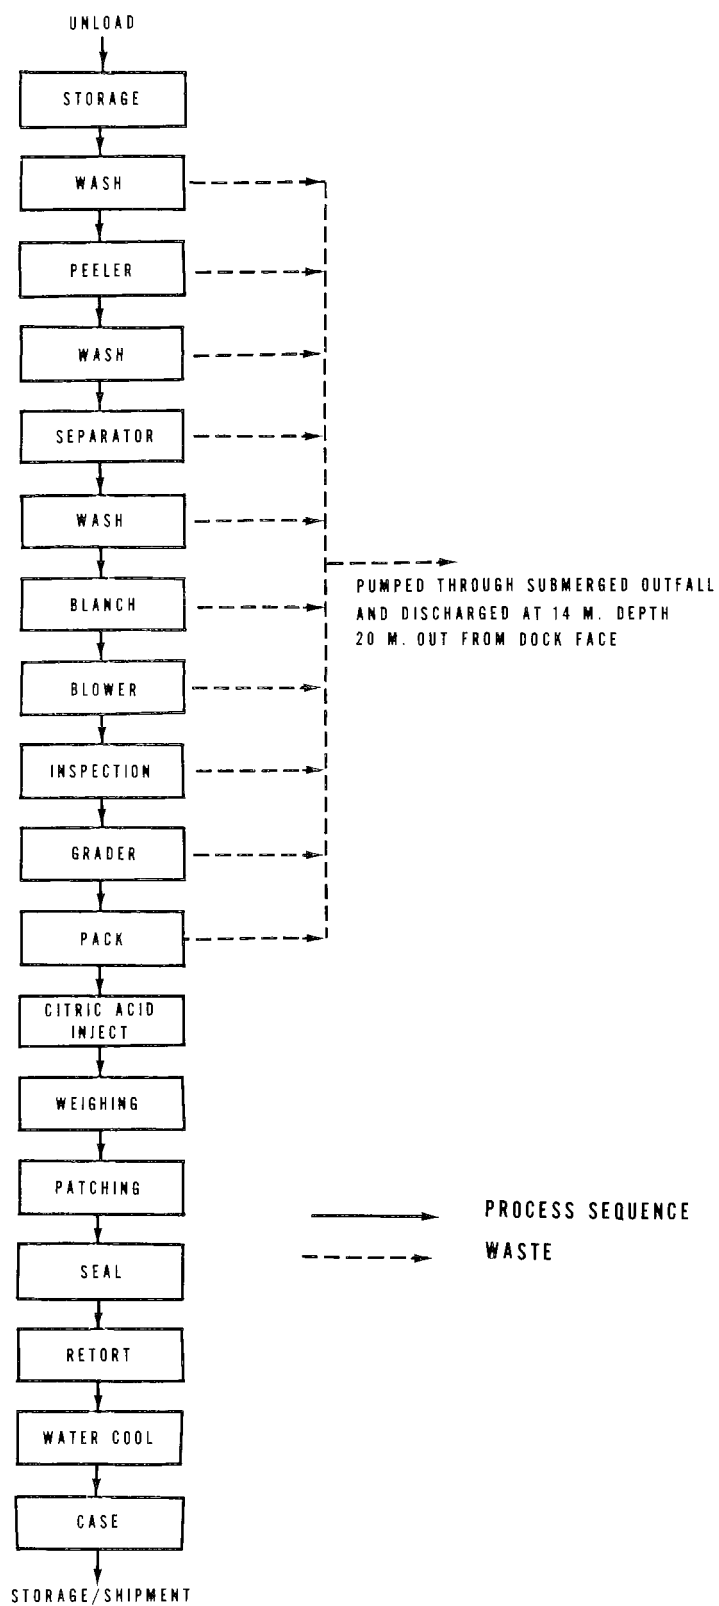 UNLOAD
STORAGE
WASH
PEELER
WASH
SEPARATOR
WASH
BLANCH
BLOWER
INSPECTION
GRADER
PACK
CITRIC ACID
INJECT
WEIGHING
PATCHING
SEAL
RETORT
WATER COOL
CASE
STORAGE/SHIPMENT
PUMPED THROUGH SUBMERGED OUTFALL
AND DISCHARGED AT 14 M. DEPTH
20 M. OUT FROM DOCK FACE
PROCESS SEQUENCE
WASTE